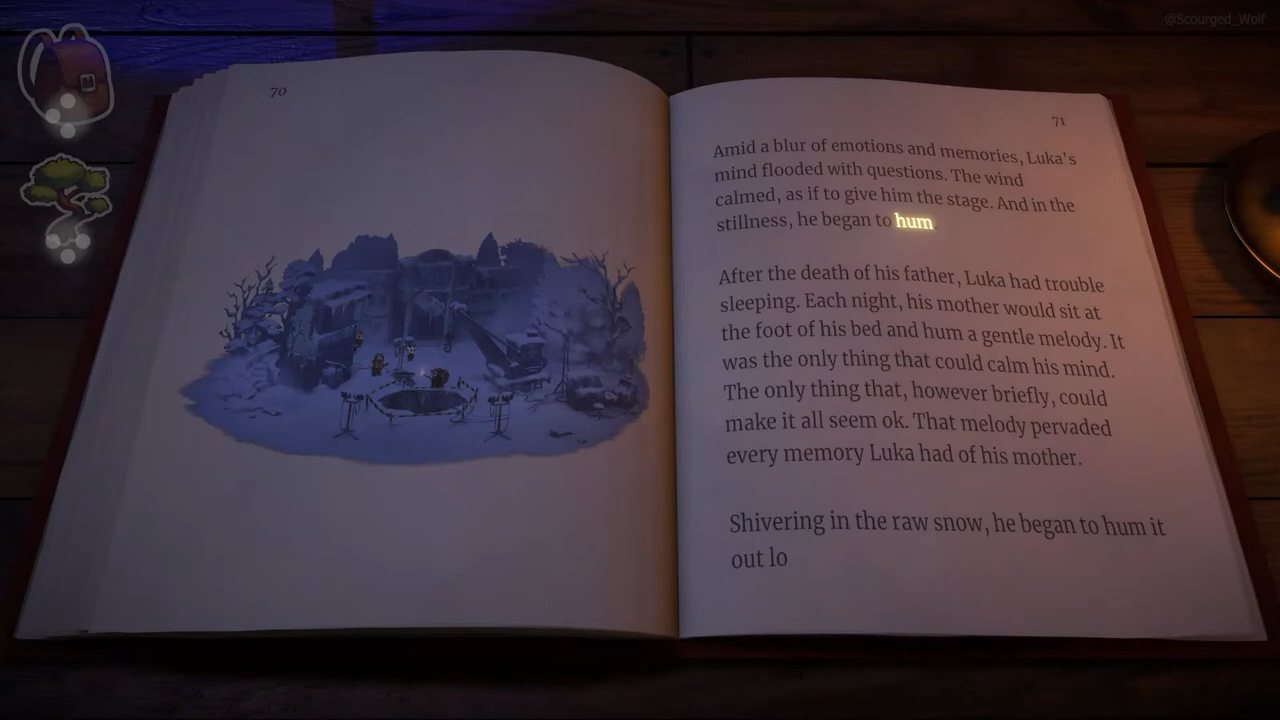 @Scourged_Wolf
70
71
Amid a blur of emotions and memories, Luka's
mind flooded with questions. The wind
calmed, as if to give him the stage. And in the
stillness, he began to hum.
After the death of his father, Luka had trouble
sleeping. Each night, his mother would sit at
the foot of his bed and hum a gentle melody. It
was the only thing that could calm his mind.
The only thing that, however briefly, could
make it all seem ok. That melody pervaded
every memory Luka had of his mother.
Shivering in the raw snow, he began to hum it
out lo